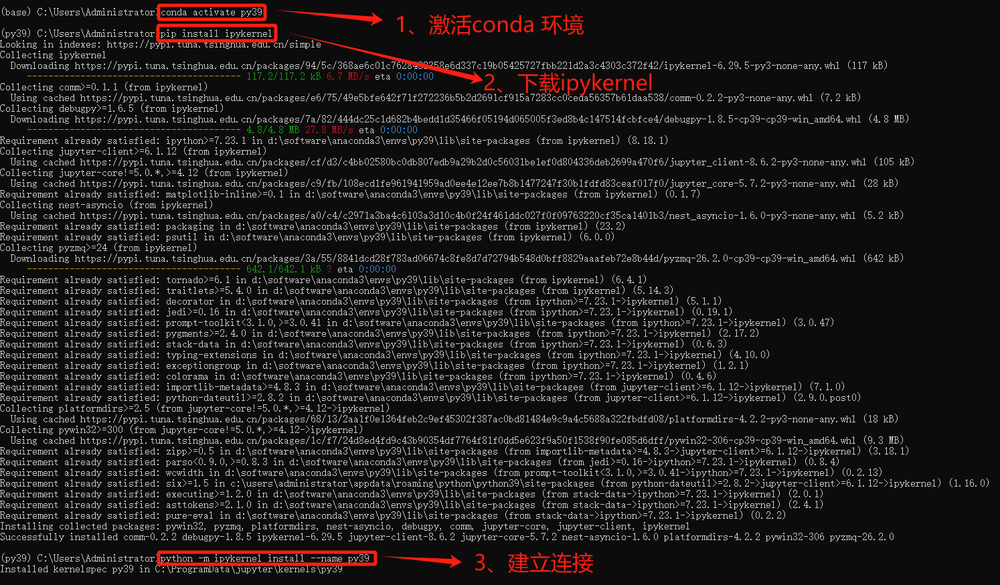 (base) C:\Users\Administrator>conda activate py39
1、激活conda 环境
(py39) C:\Users\Administrator>pip install ipykernel
Looking in indexes: https://pypi.tuna.tsinghua.edu.cn/simple
Collecting ipykernel
Downloading https://pypi.tuna.tsinghua.edu.cn/packages/94/5c/368ae6c01c7628438358e6d337c19b05425727fbb221d2a3c4303c372f42/ipykernel-6.29.5-py3-none-any.whl (117 kB)
---------------------------------------- 117.2/117.2 kB 6.7 MB/s eta 0:00:00
2、下载ipykernel
Collecting comm>=0.1.1 (from ipykernel)
Using cached https://pypi.tuna.tsinghua.edu.cn/packages/e6/75/49e5bfe642f71f272236b5b2d2691cf915a7283cc0ceda56357b61daa538/comm-0.2.2-py3-none-any.whl (7.2 kB)
Collecting debugpy>=1.6.5 (from ipykernel)
Downloading https://pypi.tuna.tsinghua.edu.cn/packages/7a/82/444dc25c1d682b4bedd1d35466f05194d065005f3ed8b4c147514fcbfce4/debugpy-1.8.5-cp39-cp39-win_amd64.whl (4.8 MB)
---------------------------------------- 4.8/4.8 MB 27.8 MB/s eta 0:00:00
Requirement already satisfied: ipython>=7.23.1 in d:\software\anaconda3\envs\py39\lib\site-packages (from ipykernel) (8.18.1)
Collecting jupyter-client>=6.1.12 (from ipykernel)
Using cached https://pypi.tuna.tsinghua.edu.cn/packages/cf/d3/c4bb02580bc0db807edb9a29b2d0c56031be1ef0d804336deb2699a470f6/jupyter_client-8.6.2-py3-none-any.whl (105 kB)
Collecting jupyter-core!=5.0.*,>=4.12 (from ipykernel)
Using cached https://pypi.tuna.tsinghua.edu.cn/packages/c9/fb/108ecd1fe961941959ad0ee4e12ee7b8b1477247f30b1fdfd83ceaf017f0/jupyter_core-5.7.2-py3-none-any.whl (28 kB)
Requirement already satisfied: matplotlib-inline>=0.1 in d:\software\anaconda3\envs\py39\lib\site-packages (from ipykernel) (0.1.7)
Collecting nest-asyncio (from ipykernel)
Using cached https://pypi.tuna.tsinghua.edu.cn/packages/a0/c4/c2971a3ba4c6103a3d10c4b0f24f461ddc027f0f09763220cf35ca1401b3/nest_asyncio-1.6.0-py3-none-any.whl (5.2 kB)
Requirement already satisfied: packaging in d:\software\anaconda3\envs\py39\lib\site-packages (from ipykernel) (23.2)
Requirement already satisfied: psutil in d:\software\anaconda3\envs\py39\lib\site-packages (from ipykernel) (6.0.0)
Collecting pyzmq>=24 (from ipykernel)
Downloading https://pypi.tuna.tsinghua.edu.cn/packages/3a/55/8841dcd28f783ad06674c8fe8d7d72794b548d0bff8829aaafeb72e8b44d/pyzmq-26.2.0-cp39-cp39-win_amd64.whl (642 kB)
---------------------------------------- 642.1/642.1 kB ? eta 0:00:00
Requirement already satisfied: tornado>=6.1 in d:\software\anaconda3\envs\py39\lib\site-packages (from ipykernel) (6.4.1)
Requirement already satisfied: traitlets>=5.4.0 in d:\software\anaconda3\envs\py39\lib\site-packages (from ipykernel) (5.14.3)
Requirement already satisfied: decorator in d:\software\anaconda3\envs\py39\lib\site-packages (from ipython>=7.23.1->ipykernel) (5.1.1)
Requirement already satisfied: jedi>=0.16 in d:\software\anaconda3\envs\py39\lib\site-packages (from ipython>=7.23.1->ipykernel) (0.19.1)
Requirement already satisfied: prompt-toolkit<3.1.0,>=3.0.41 in d:\software\anaconda3\envs\py39\lib\site-packages (from ipython>=7.23.1->ipykernel) (3.0.47)
Requirement already satisfied: pygments>=2.4.0 in d:\software\anaconda3\envs\py39\lib\site-packages (from ipython>=7.23.1->ipykernel) (2.17.2)
Requirement already satisfied: stack-data in d:\software\anaconda3\envs\py39\lib\site-packages (from ipython>=7.23.1->ipykernel) (0.6.3)
Requirement already satisfied: typing-extensions in d:\software\anaconda3\envs\py39\lib\site-packages (from ipython>=7.23.1->ipykernel) (4.10.0)
Requirement already satisfied: exceptiongroup in d:\software\anaconda3\envs\py39\lib\site-packages (from ipython>=7.23.1->ipykernel) (1.2.1)
Requirement already satisfied: colorama in d:\software\anaconda3\envs\py39\lib\site-packages (from ipython>=7.23.1->ipykernel) (0.4.6)
Requirement already satisfied: importlib-metadata>=4.8.3 in d:\software\anaconda3\envs\py39\lib\site-packages (from jupyter-client>=6.1.12->ipykernel) (7.1.0)
Requirement already satisfied: python-dateutil>=2.8.2 in d:\software\anaconda3\envs\py39\lib\site-packages (from jupyter-client>=6.1.12->ipykernel) (2.9.0.post0)
Collecting platformdirs>=2.5 (from jupyter-core!=5.0.*,>=4.12->ipykernel)
Using cached https://pypi.tuna.tsinghua.edu.cn/packages/68/13/2aa1f0e1364feb2c9ef45302f387ac0bd81484e9c9a4c5688a322fbdfd08/platformdirs-4.2.2-py3-none-any.whl (18 kB)
Collecting pywin32>=300 (from jupyter-core!=5.0.*,>=4.12->ipykernel)
Using cached https://pypi.tuna.tsinghua.edu.cn/packages/1c/f7/24d8ed4fd9c43b90354df7764f81f0dd5e623f9a50f1538f90fe085d6dff/pywin32-306-cp39-cp39-win_amd64.whl (9.3 MB)
Requirement already satisfied: zipp>=0.5 in d:\software\anaconda3\envs\py39\lib\site-packages (from importlib-metadata>=4.8.3->jupyter-client>=6.1.12->ipykernel) (3.18.1)
Requirement already satisfied: parso<0.9.0,>=0.8.3 in d:\software\anaconda3\envs\py39\lib\site-packages (from jedi>=0.16->ipython>=7.23.1->ipykernel) (0.8.4)
Requirement already satisfied: wcwidth in d:\software\anaconda3\envs\py39\lib\site-packages (from prompt-toolkit<3.1.0,>=3.0.41->ipython>=7.23.1->ipykernel) (0.2.13)
Requirement already satisfied: six>=1.5 in c:\users\administrator\appdata\roaming\python\python39\site-packages (from python-dateutil>=2.8.2->jupyter-client>=6.1.12->ipykernel) (1.16.0)
Requirement already satisfied: executing>=1.2.0 in d:\software\anaconda3\envs\py39\lib\site-packages (from stack-data->ipython>=7.23.1->ipykernel) (2.0.1)
Requirement already satisfied: asttokens>=2.1.0 in d:\software\anaconda3\envs\py39\lib\site-packages (from stack-data->ipython>=7.23.1->ipykernel) (2.4.1)
Requirement already satisfied: pure-eval in d:\software\anaconda3\envs\py39\lib\site-packages (from stack-data->ipython>=7.23.1->ipykernel) (0.2.2)
Installing collected packages: pywin32, pyzmq, platformdirs, nest-asyncio, debugpy, comm, jupyter-core, jupyter-client, ipykernel
Successfully installed comm-0.2.2 debugpy-1.8.5 ipykernel-6.29.5 jupyter-client-8.6.2 jupyter-core-5.7.2 nest-asyncio-1.6.0 platformdirs-4.2.2 pywin32-306 pyzmq-26.2.0
(py39) C:\Users\Administrator>python -m ipykernel install --name py39
3、建立连接
Installed kernelspec py39 in C:\ProgramData\jupyter\kernels\py39